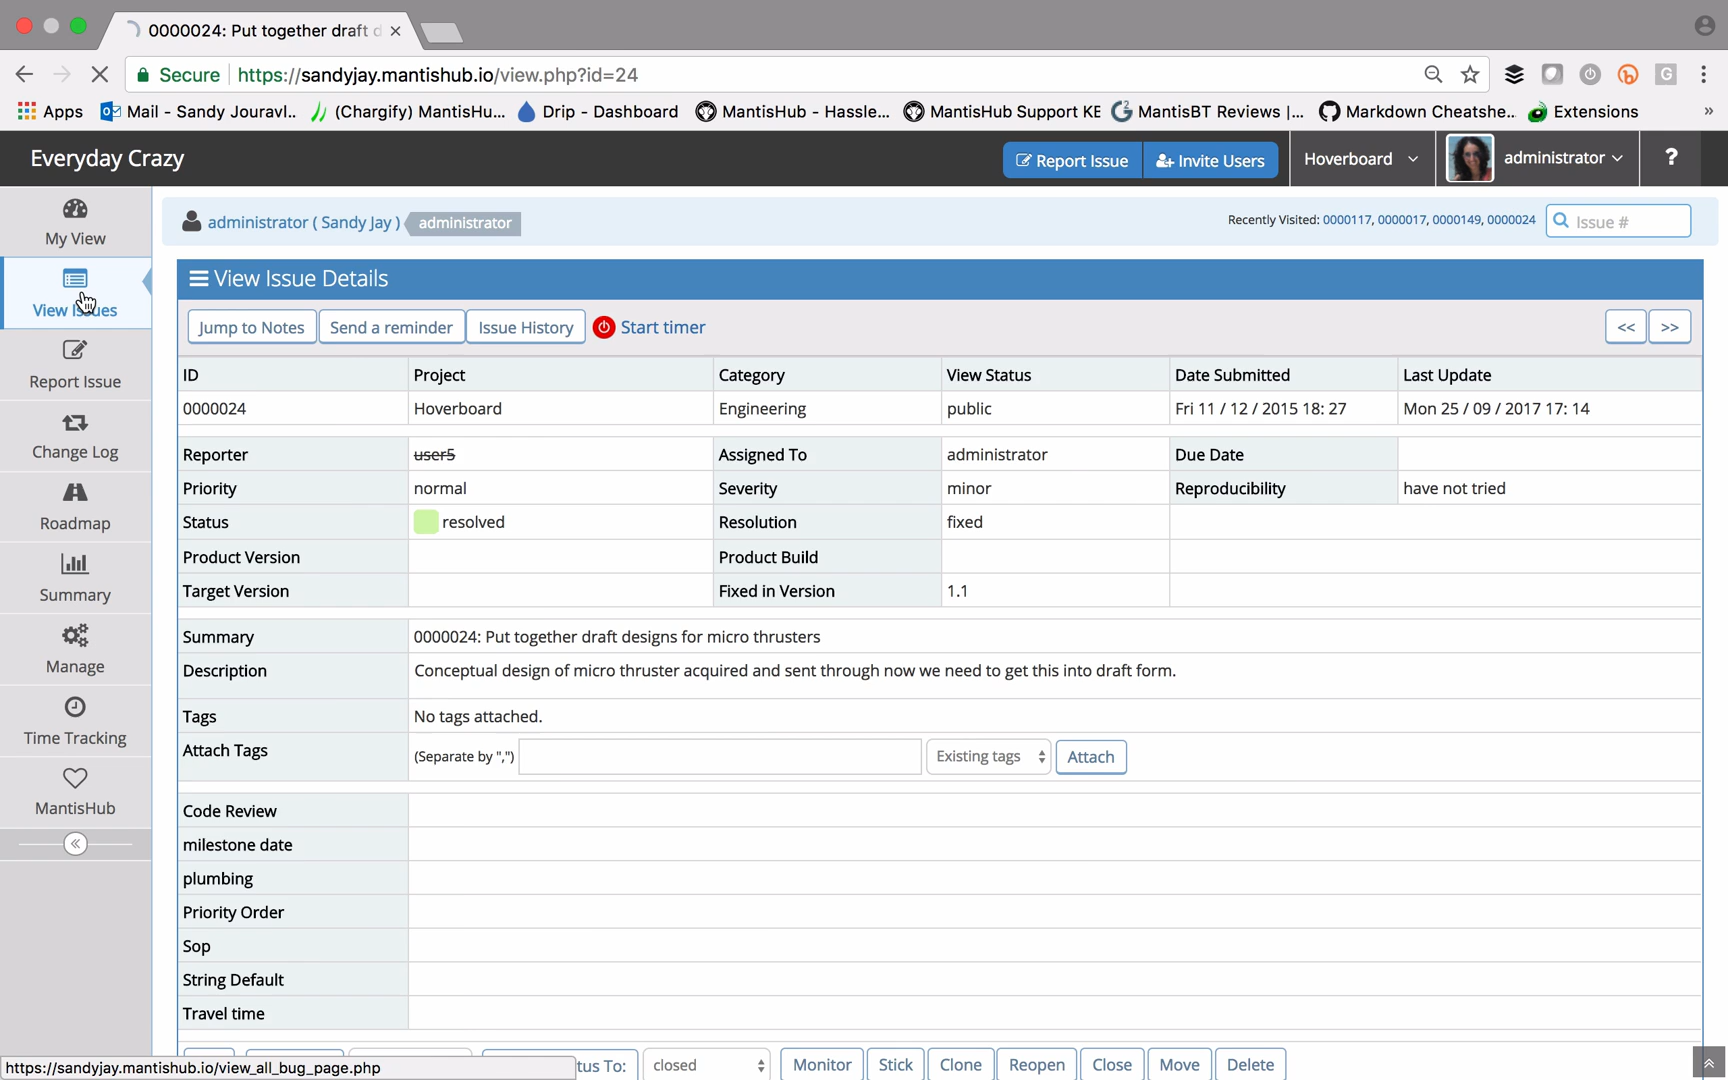 0000024: Put together draft d
Secure https://sandyjay.mantishub.io/view.php?id=24
Apps Mail - Sandy Jouravl.. (Chargify) MantisHu... Drip - Dashboard MantisHub - Hassle... MantisHub Support KE MantisBT Reviews |... Markdown Cheatshe... Extensions »
Everyday Crazy Report Issue Invite Users Hoverboard administrator ?
administrator ( Sandy Jay ) administrator Recently Visited: 0000117, 0000017, 0000149, 0000024 Issue #
My View
View Issues
Report Issue
Change Log
Roadmap
Summary
Manage
Time Tracking
MantisHub
«
View Issue Details
Jump to Notes Send a reminder Issue History Start timer << >>
ID Project Category View Status Date Submitted Last Update
0000024 Hoverboard Engineering public Fri 11 / 12 / 2015 18: 27 Mon 25 / 09 / 2017 17: 14
Reporter user5 Assigned To administrator Due Date
Priority normal Severity minor Reproducibility have not tried
Status resolved Resolution fixed
Product Version Product Build
Target Version Fixed in Version 1.1
Summary 0000024: Put together draft designs for micro thrusters
Description Conceptual design of micro thruster acquired and sent through now we need to get this into draft form.
Tags No tags attached.
Attach Tags (Separate by ",") Existing tags Attach
Code Review
milestone date
plumbing
Priority Order
Sop
String Default
Travel time
tus To: closed Monitor Stick Clone Reopen Close Move Delete
https://sandyjay.mantishub.io/view_all_bug_page.php